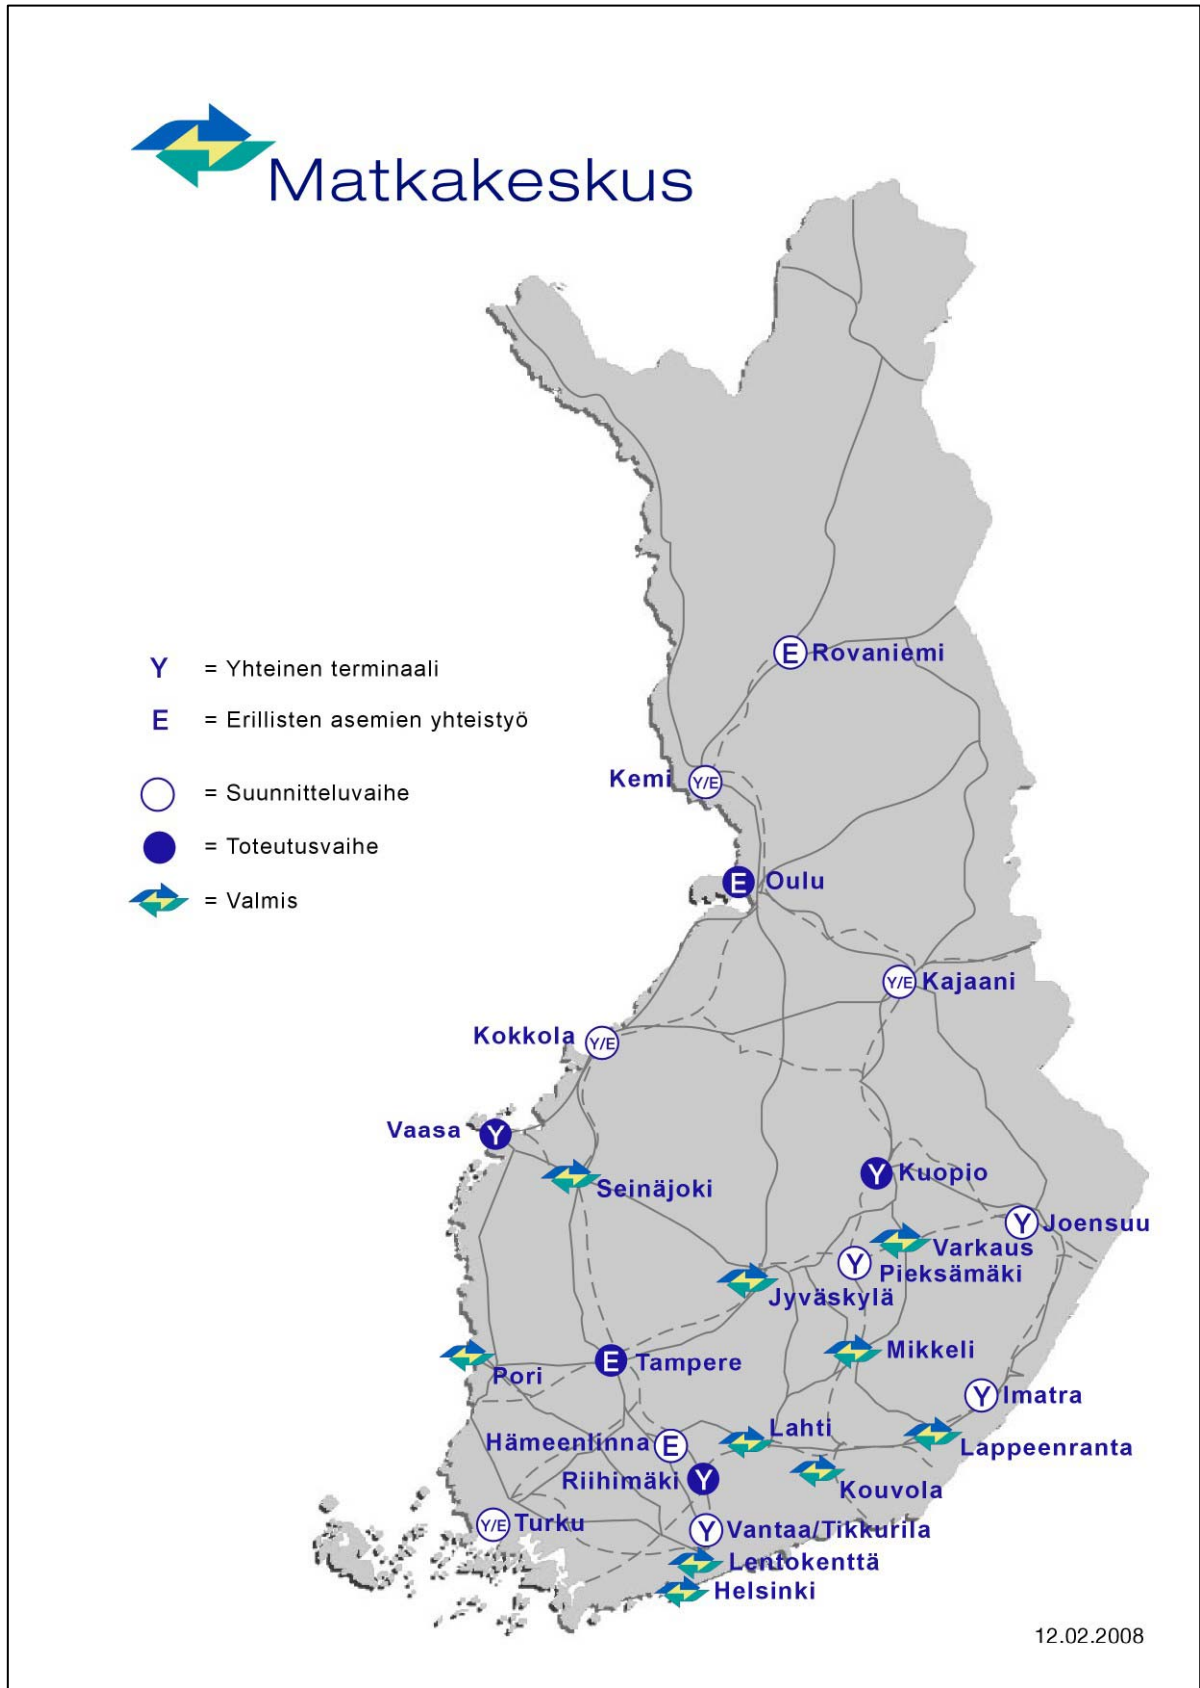 Matkakeskus
Y = Yhteinen terminaali
E = Erillisten asemien yhteistyö
= Suunnitteluvaihe
= Toteutusvaihe
= Valmis
E Rovaniemi
Kemi Y/E
E Oulu
Y/E Kajaani
Kokkola Y/E
Vaasa Y
Seinäjoki
Y Kuopio
Y Joensuu
Varkaus
Y Pieksämäki
Jyväskylä
Mikkeli
Pori
E Tampere
Y Imatra
Lahti
Hämeenlinna E
Lappeenranta
Riihimäki Y
Kouvola
Y/E Turku
Y Vantaa/Tikkurila
Lentokenttä
Helsinki
12.02.2008